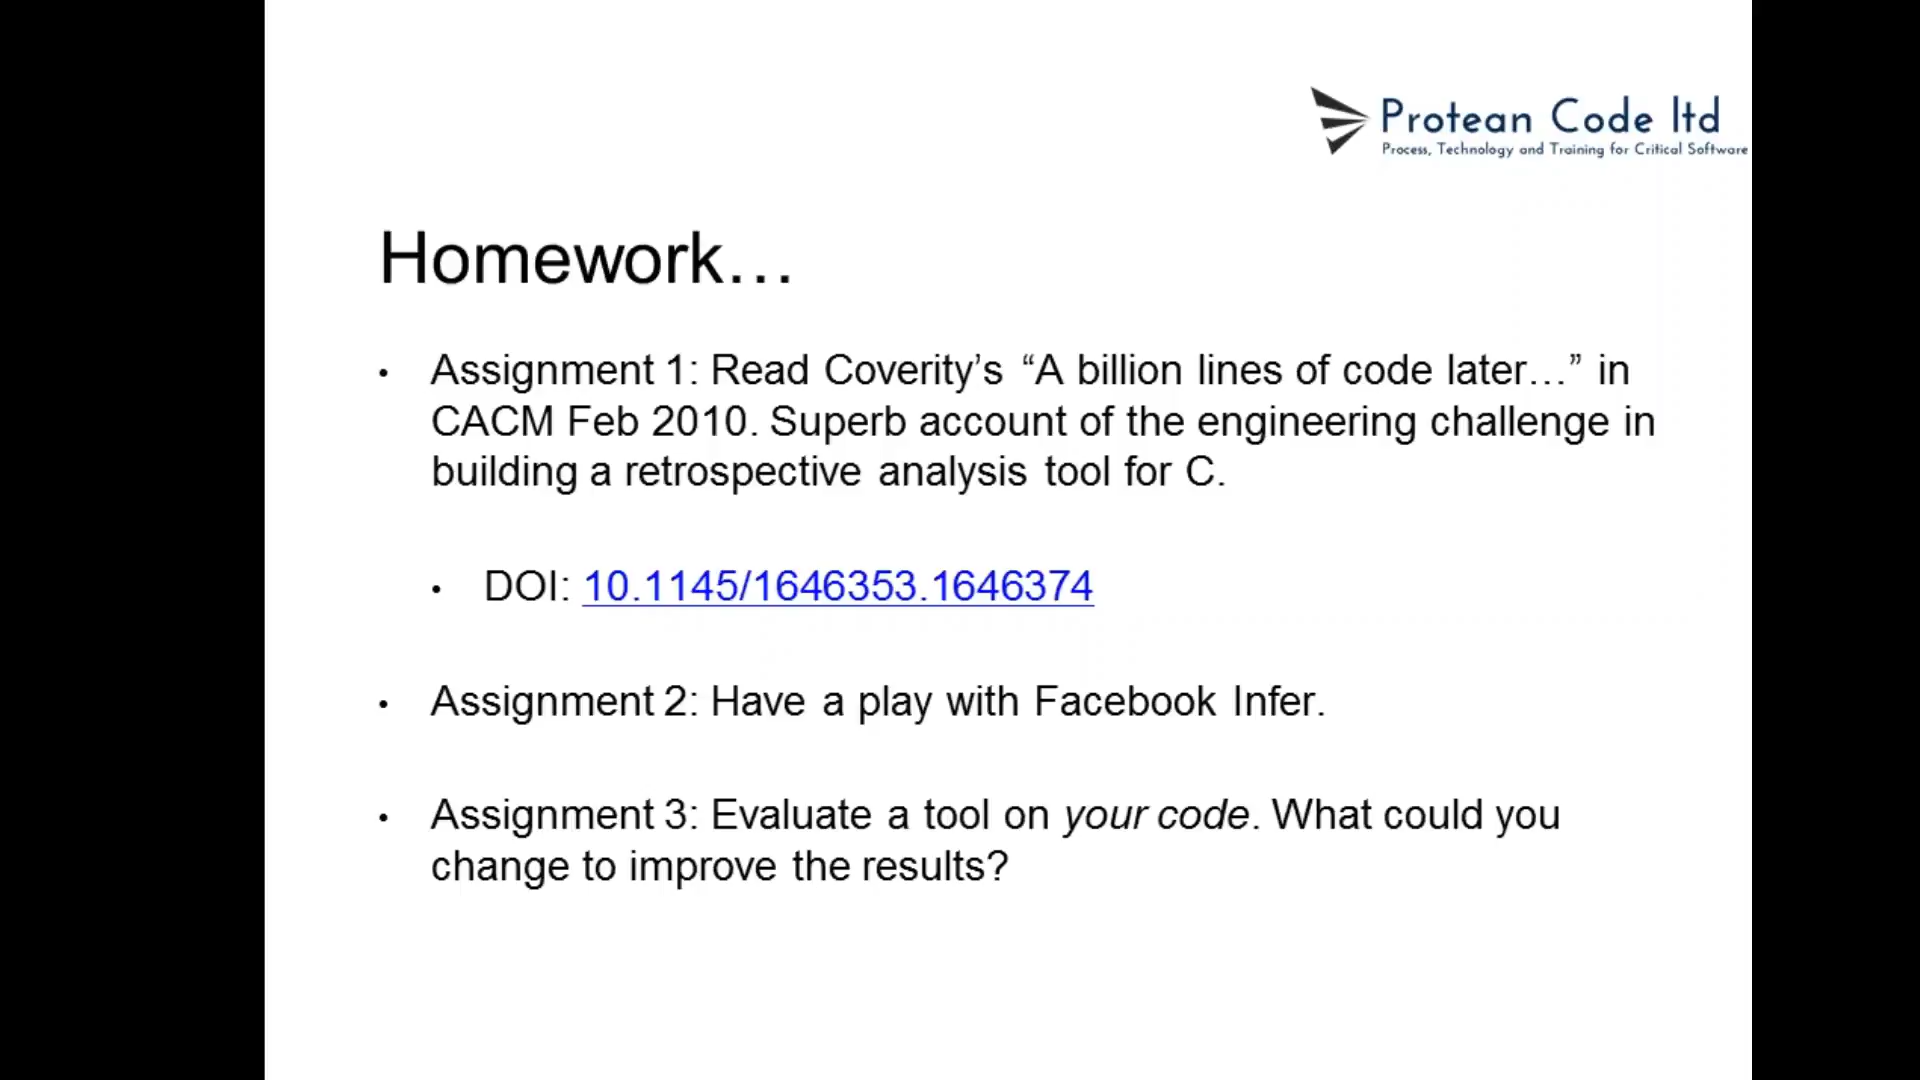 Protean Code ltd
Process, Technology and Training for Critical Software
Homework…
• Assignment 1: Read Coverity’s “A billion lines of code later…” in
CACM Feb 2010. Superb account of the engineering challenge in
building a retrospective analysis tool for C.
• DOI: 10.1145/1646353.1646374
• Assignment 2: Have a play with Facebook Infer.
• Assignment 3: Evaluate a tool on your code. What could you
change to improve the results?